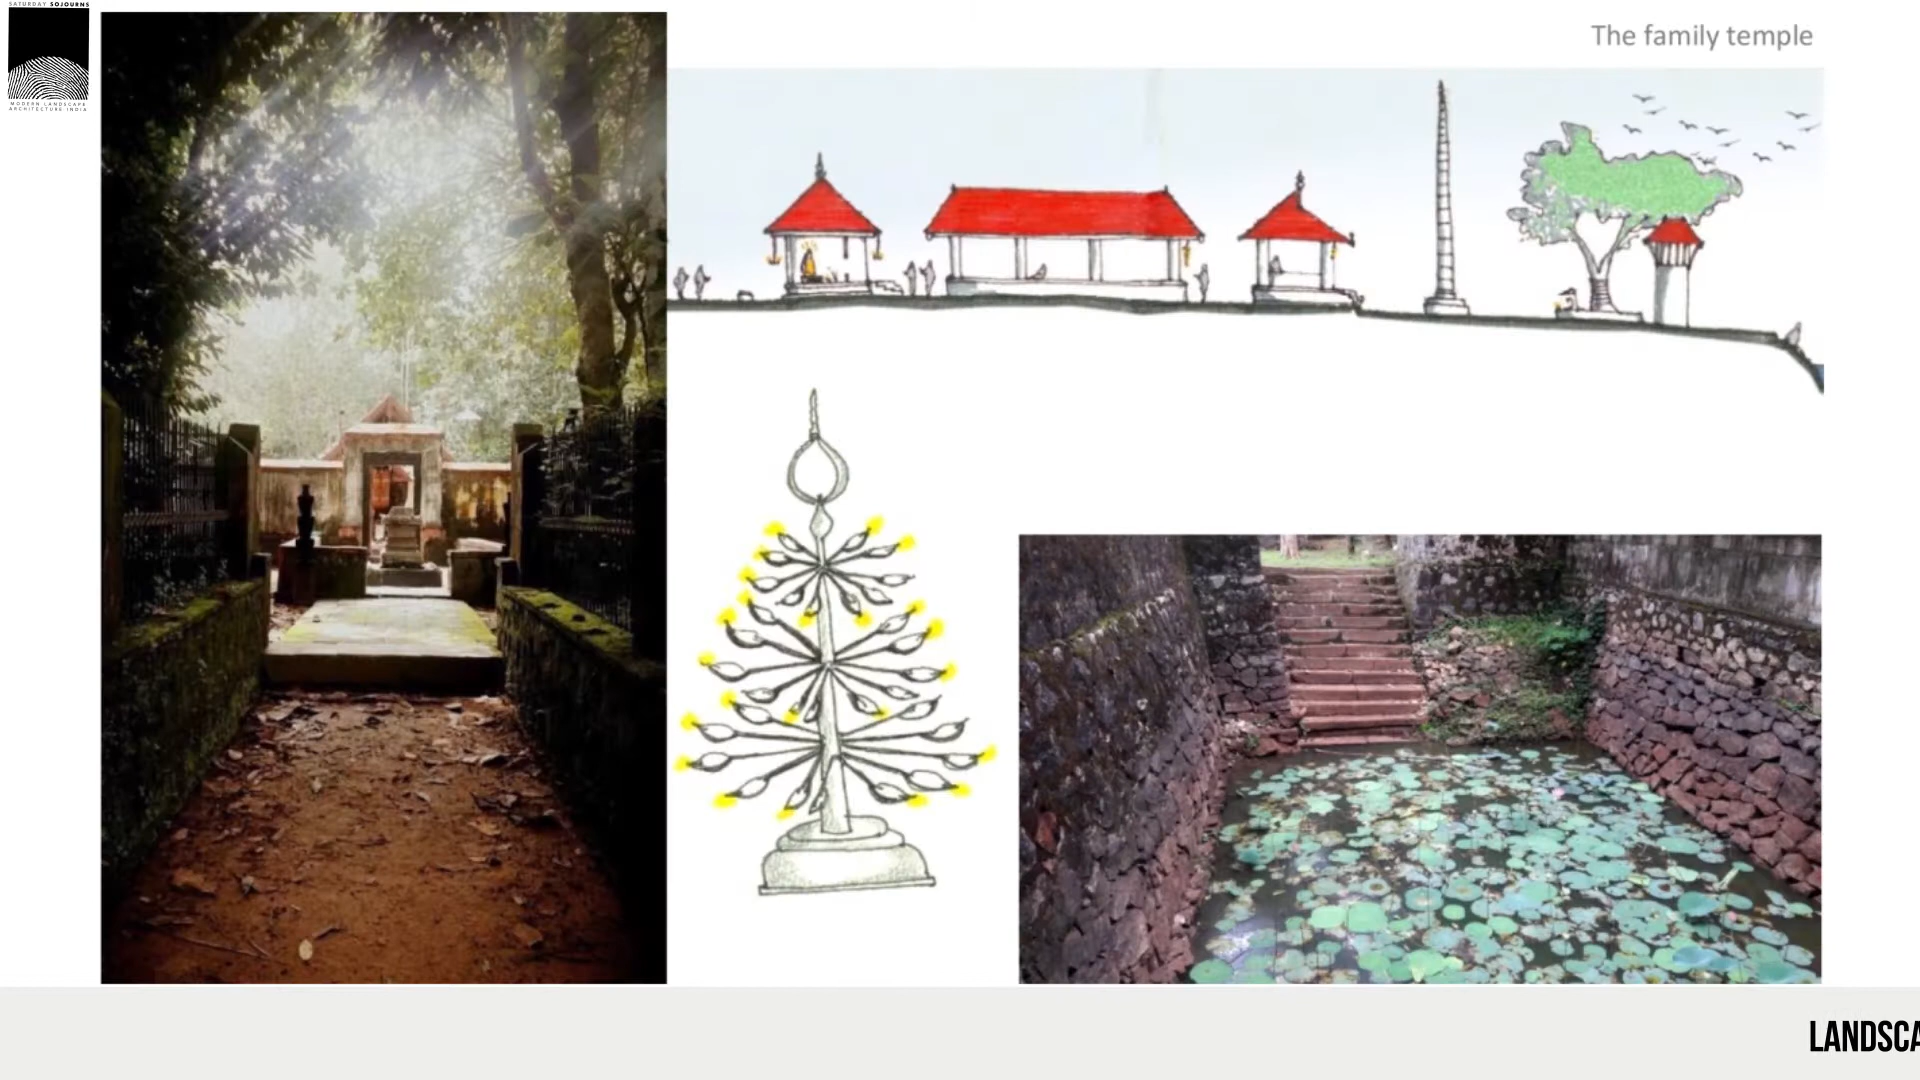 SATURDAY SOJOURNS
MODERN LANDSCAPE
ARCHITECTURE INDIA
The family temple
LANDSCA